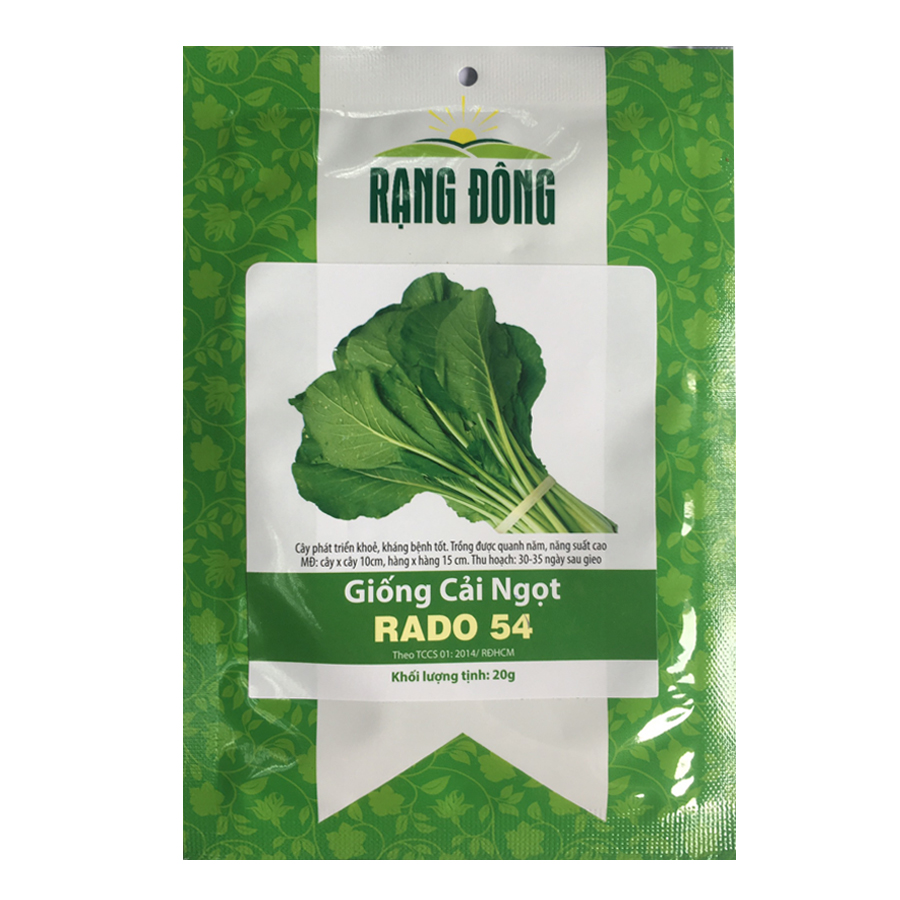 RẠNG ĐÔNG
Cây phát triển khoẻ, kháng bệnh tốt. Trồng được quanh năm, năng suất cao
MĐ: cây x cây 10cm, hàng x hàng 15 cm. Thu hoạch: 30-35 ngày sau gieo
Giống Cải Ngọt
RADO 54
Theo TCCS 01: 2014/ RĐHCM
Khối lượng tịnh: 20g